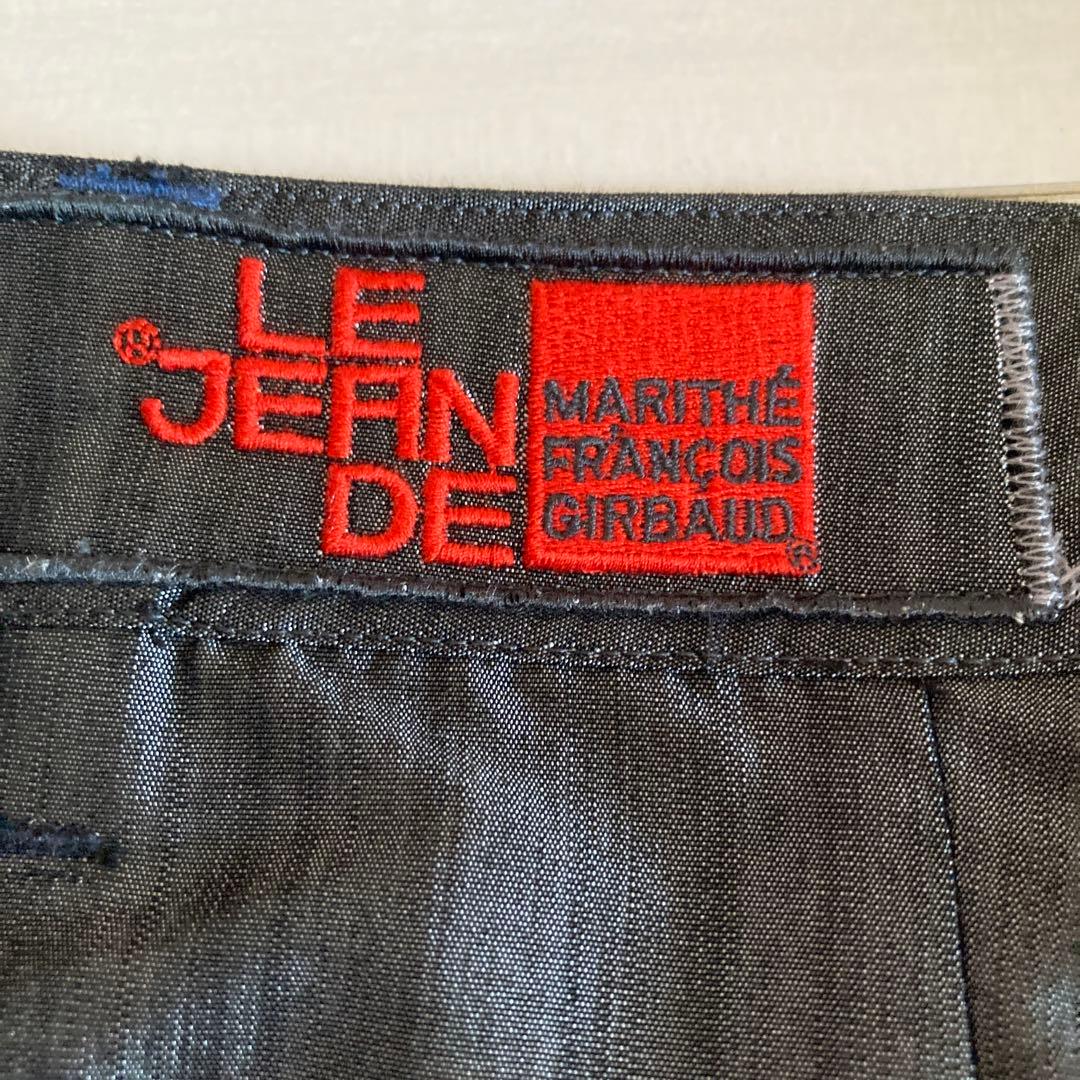 LE
® JEAN
DE
MARITHÉ
FRANÇOIS
GIRBAUD®